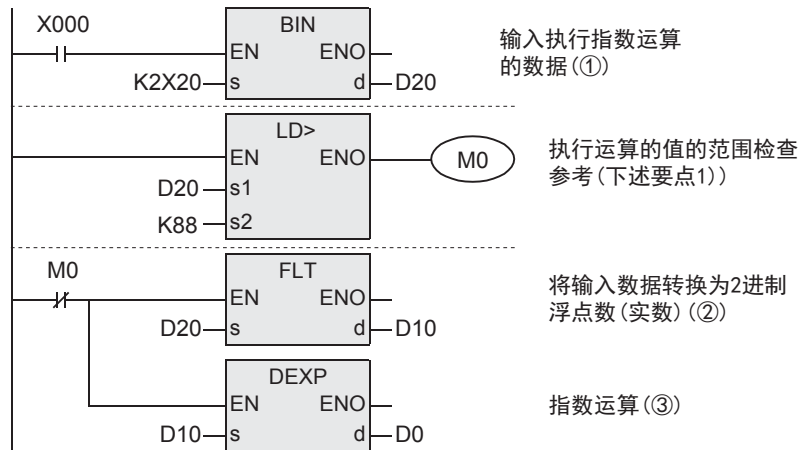 X000
BIN
EN ENO
K2X20 s d D20
输入执行指数运算
的数据(①)
LD>
EN ENO M0
D20 s1
K88 s2
执行运算的值的范围检查
参考(下述要点1))
M0
FLT
EN ENO
D20 s d D10
将输入数据转换为2进制
浮点数(实数)(②)
DEXP
EN ENO
D10 s d D0
指数运算(③)